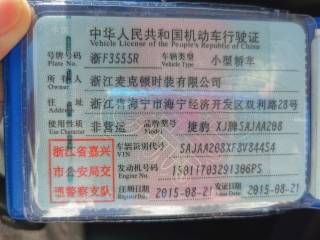 中华人民共和国机动车行驶证
Vehicle License of the People's Republic of China
号牌号码 浙F3555R 车辆类型 小型轿车
Plate No. Vehicle Type
所有人 浙江麦克顿时装有限公司
Owner
住址 浙江省海宁市海宁经济开发区双利路28号
Address
使用性质 非营运 品牌型号 捷豹 XJ牌SAJAA208
Use Character Model
浙江省嘉兴
市公安局交
通警察支队
车辆识别代号 SAJAA208XF8V84454
VIN
发动机号码 15011703291306PS
Engine No.
注册日期 2015-08-21 发证日期 2015-08-21
Register Date Issue Date